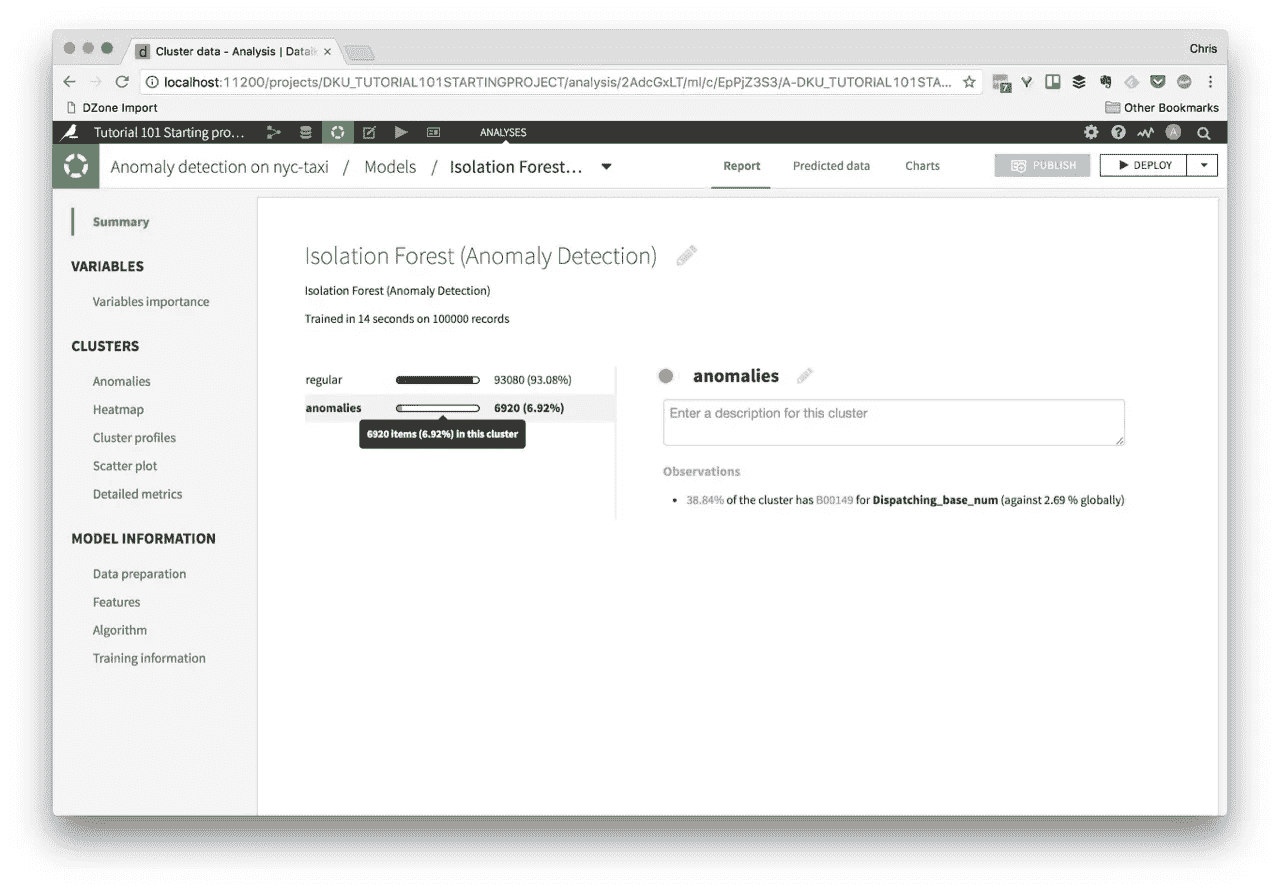 Cluster data - Analysis | Datai
Chris
localhost:11200/projects/DKU_TUTORIAL101STARTINGPROJECT/analysis/2AdcGxLT/ml/c/EpPjZ3S3/A-DKU_TUTORIAL101STA...
7
DZone Import
Other Bookmarks
Tutorial 101 Starting pro...
ANALYSES
A
Anomaly detection on nyc-taxi / Models / Isolation Forest...
Report
Predicted data
Charts
PUBLISH
DEPLOY
Summary
VARIABLES
Variables importance
CLUSTERS
Anomalies
Heatmap
Cluster profiles
Scatter plot
Detailed metrics
MODEL INFORMATION
Data preparation
Features
Algorithm
Training information
Isolation Forest (Anomaly Detection)
Isolation Forest (Anomaly Detection)
Trained in 14 seconds on 100000 records
regular 93080 (93.08%)
anomalies 6920 (6.92%)
6920 items (6.92%) in this cluster
anomalies
Enter a description for this cluster
Observations
• 38.84% of the cluster has B00149 for Dispatching_base_num (against 2.69 % globally)